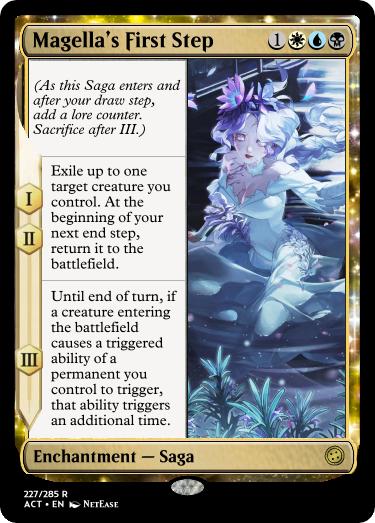 Magella's First Step 1
(As this Saga enters and
after your draw step,
add a lore counter.
Sacrifice after III.)
I
II
Exile up to one
target creature you
control. At the
beginning of your
next end step,
return it to the
battlefield.
III
Until end of turn, if
a creature entering
the battlefield
causes a triggered
ability of a
permanent you
control to trigger,
that ability triggers
an additional time.
Enchantment — Saga
227/285 R
ACT • EN NetEase